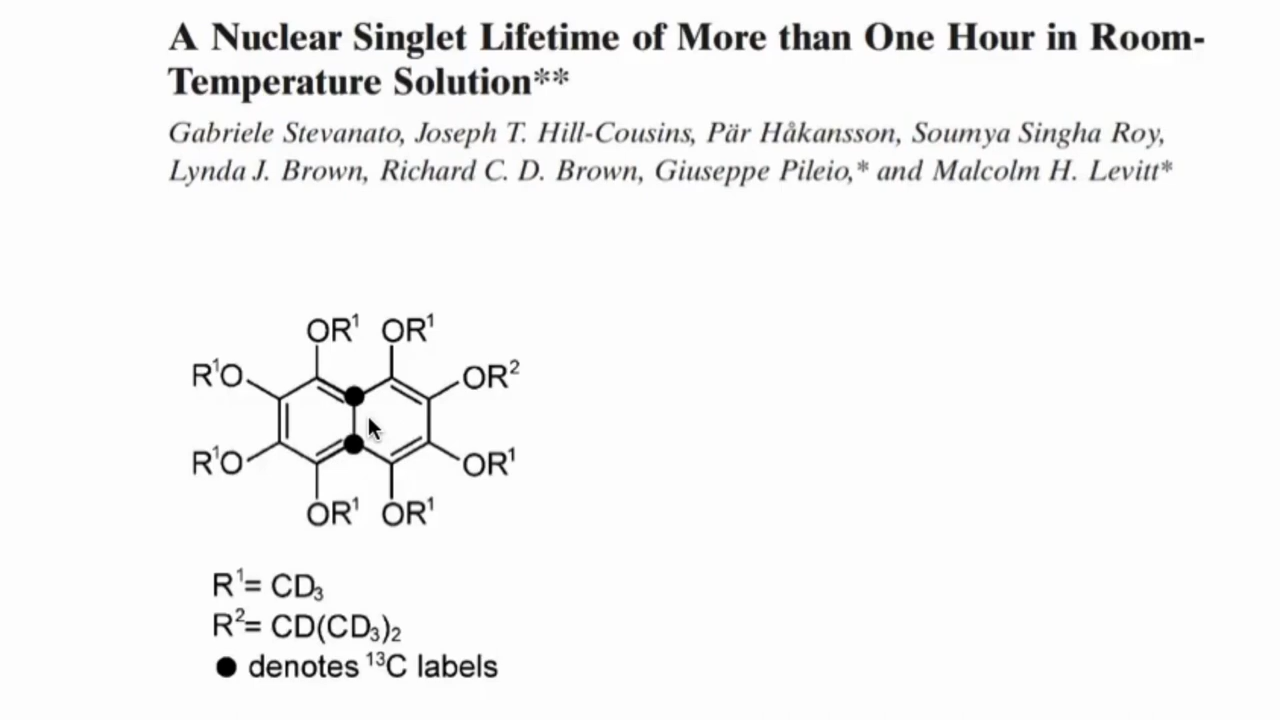 A Nuclear Singlet Lifetime of More than One Hour in Room-
Temperature Solution**
Gabriele Stevanato, Joseph T. Hill-Cousins, Pär Håkansson, Soumya Singha Roy,
Lynda J. Brown, Richard C. D. Brown, Giuseppe Pileio,* and Malcolm H. Levitt*
OR¹ OR¹
R¹O OR²
R¹O OR¹
OR¹ OR¹
R¹= CD₃
R²= CD(CD₃)₂
● denotes ¹³C labels